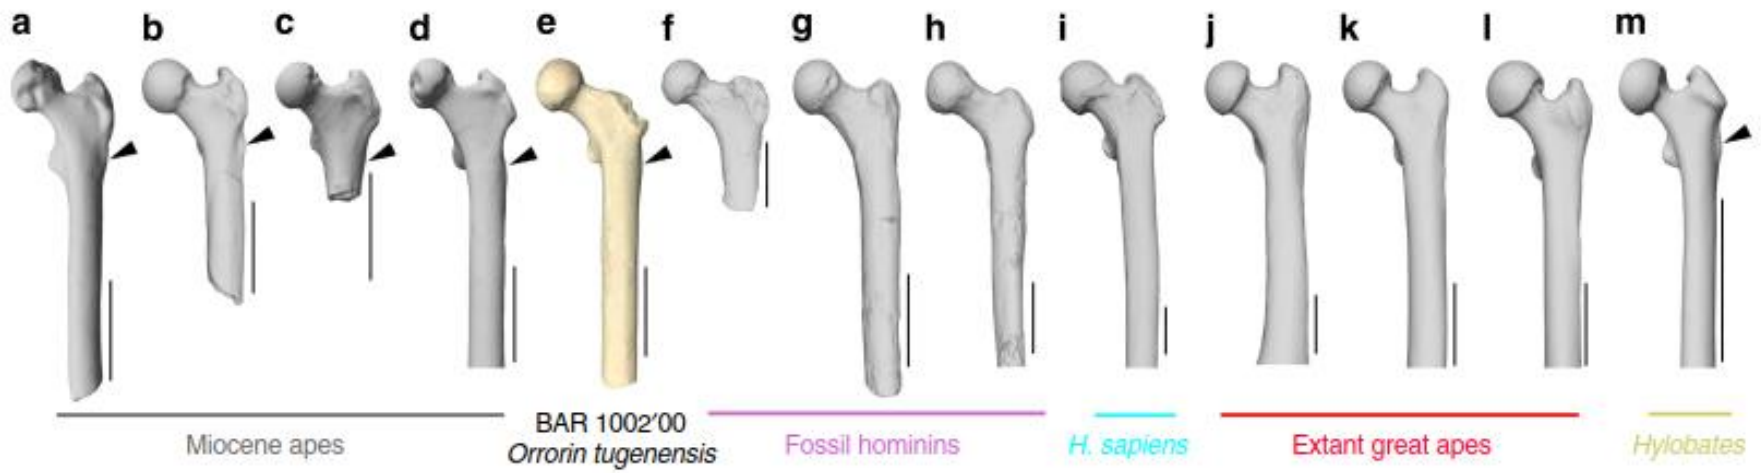 a b c d e f g h i j k l m
Miocene apes
BAR 1002′00
Orrorin tugenensis
Fossil hominins
H. sapiens
Extant great apes
Hylobates